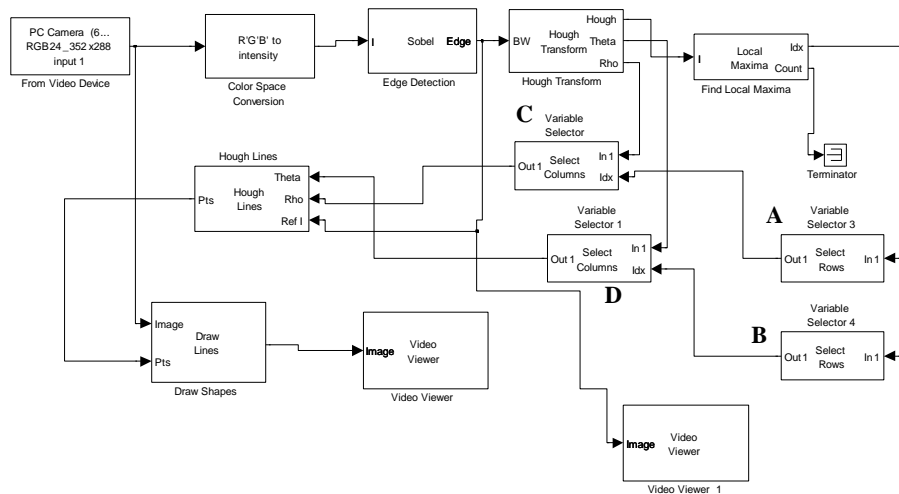 PC Camera (6...
RGB24_352x288
input 1
From Video Device
R'G'B' to
intensity
Color Space
Conversion
I
Sobel
Edge
Edge Detection
BW
Hough
Transform
Hough
Theta
Rho
Hough Transform
I
Local
Maxima
Idx
Count
Find Local Maxima
Terminator
C
Variable
Selector
Out 1
Select
Columns
In 1
Idx
Hough Lines
Pts
Hough
Lines
Theta
Rho
Ref I
Variable
Selector 1
Out 1
Select
Columns
In 1
Idx
D
A
Variable
Selector 3
Out 1
Select
Rows
In 1
B
Variable
Selector 4
Out 1
Select
Rows
In 1
Image
Pts
Draw
Lines
Draw Shapes
Image
Video
Viewer
Video Viewer
Image
Video
Viewer
Video Viewer 1